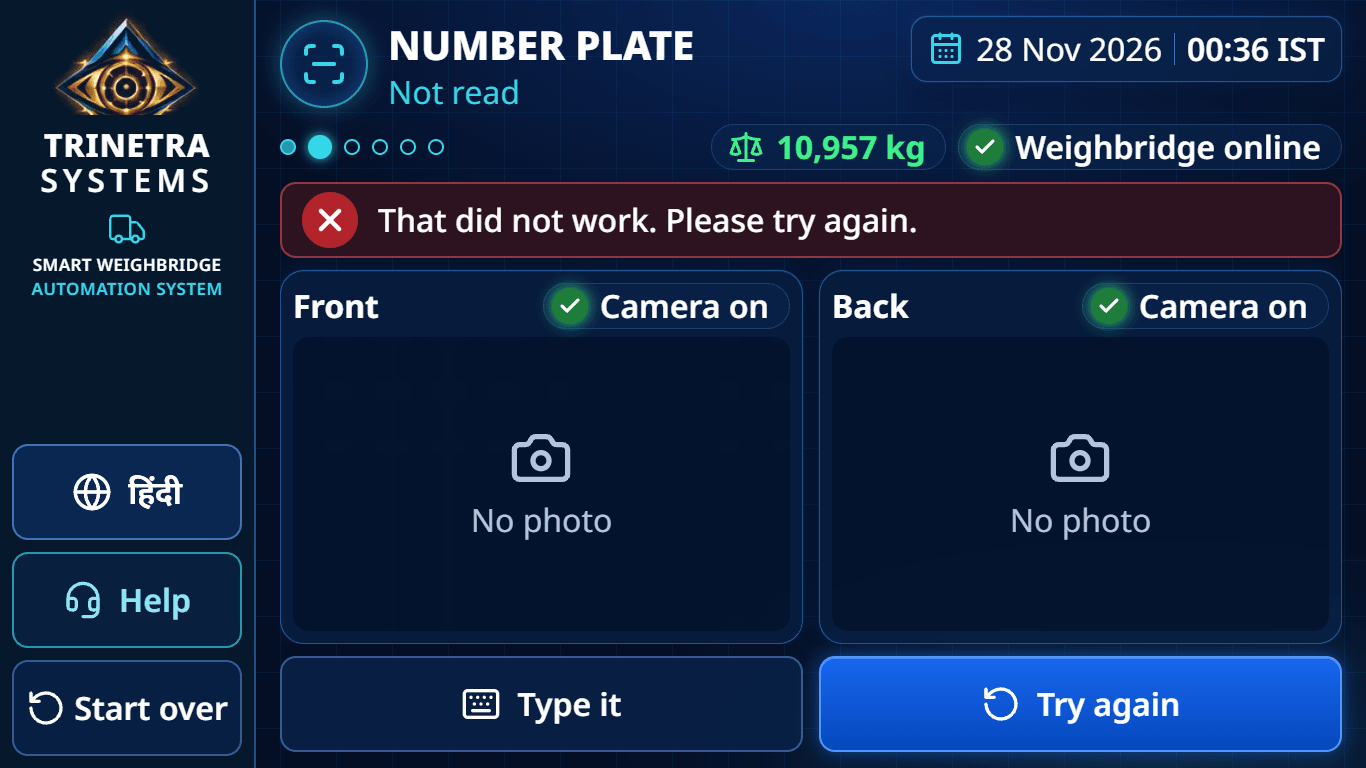 TRINETRA
SYSTEMS
SMART WEIGHBRIDGE
AUTOMATION SYSTEM
हिंदी
Help
Start over
NUMBER PLATE
Not read
28 Nov 2026 00:36 IST
10,957 kg
Weighbridge online
That did not work. Please try again.
Front
Camera on
No photo
Back
Camera on
No photo
Type it
Try again